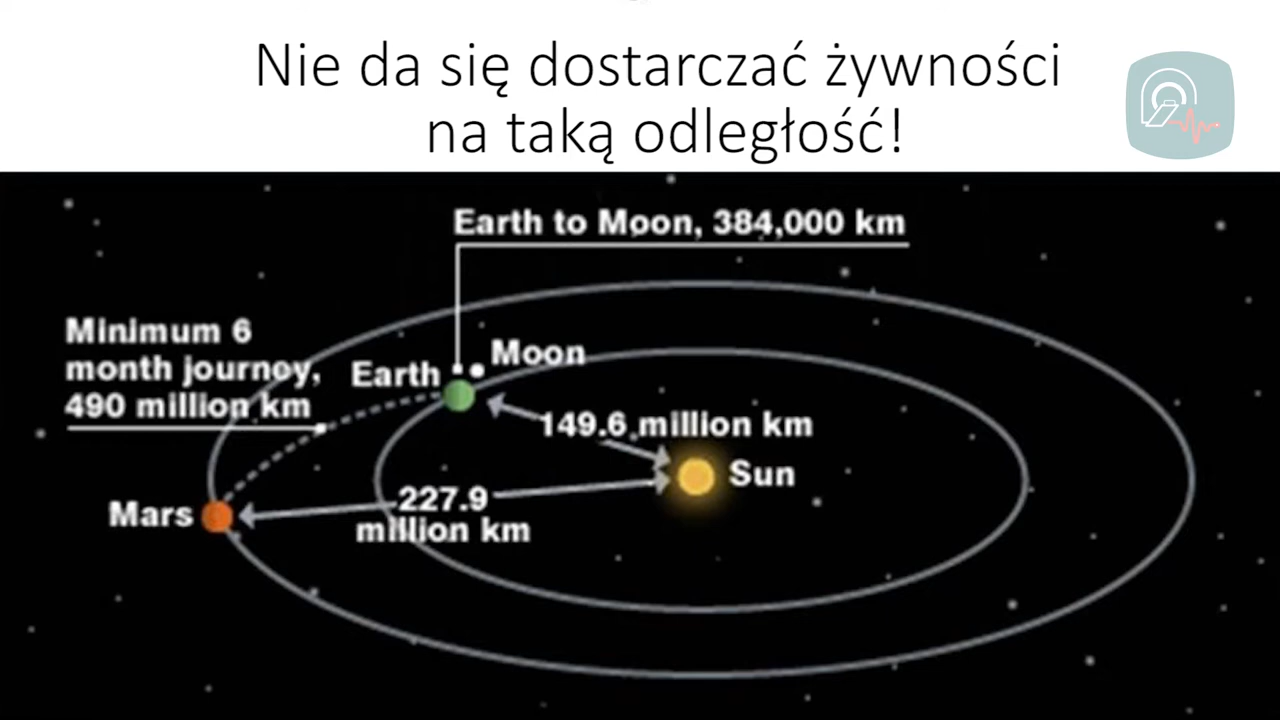 Nie da się dostarczać żywności
na taką odległość!
Earth to Moon, 384,000 km
Minimum 6
month journey,
490 million km
Earth
Moon
149.6 million km
Sun
227.9
million km
Mars